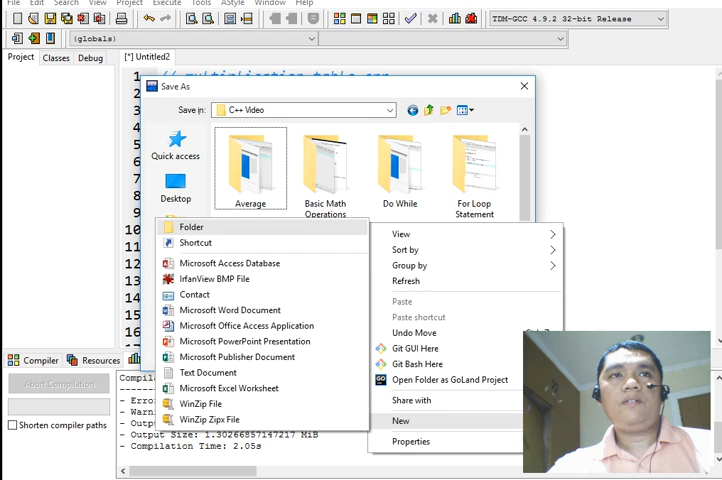 File Edit Search View Project Execute Tools AStyle Window Help
TDM-GCC 4.9.2 32-bit Release
(globals)
Project Classes Debug
[*] Untitled2
1 // multiplication table.cpp
2
3
4
5
6
7
8
9
10
11
12
13
14
15
16
Save As
Save in: C++ Video
Quick access
Desktop
Average
Basic Math
Operations
Do While
For Loop
Statement
Folder
Shortcut
Microsoft Access Database
IrfanView BMP File
Contact
Microsoft Word Document
Microsoft Office Access Application
Microsoft PowerPoint Presentation
Microsoft Publisher Document
Text Document
Microsoft Excel Worksheet
WinZip File
WinZip Zipx File
View
Sort by
Group by
Refresh
Paste
Paste shortcut
Undo Move
Git GUI Here
Git Bash Here
Open Folder as GoLand Project
Share with
New
Properties
Compiler Resources
Abort Compilation
Shorten compiler paths
- Output Size: 1.30266857147217 MiB
- Compilation Time: 2.05s